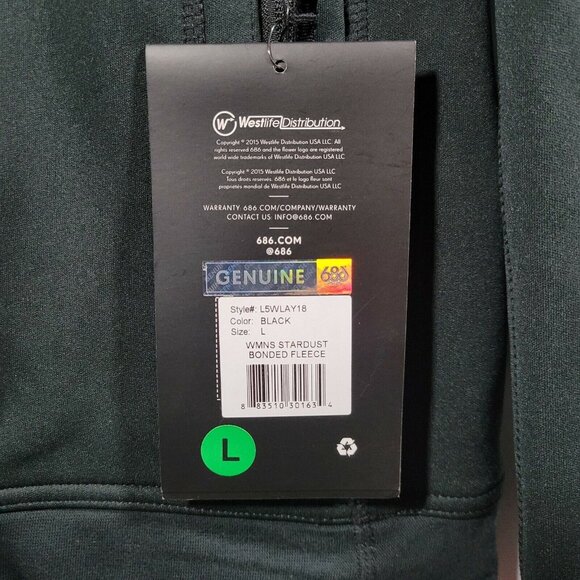 W Westlife Distribution
Copyright © 2015 Westlife Distribution USA LLC. All
rights reserved 686 and the flower logo are registered
world wide trademarks of Westlife Distribution USA LLC
Copyright © 2015 Westlife Distribution USA LLC
Tous droits reservés. 686 et le logo fleur sont
proprietés mondial de Westlife Distribution USA LLC
WARRANTY 686 COM/COMPANY/WARRANTY
CONTACT US INFO@686.COM
686.COM
@686
GENUINE 686
Style#: L5WLAY18
Color: BLACK
Size: L
WMNS STARDUST
BONDED FLEECE
8 83510 30163 4
L